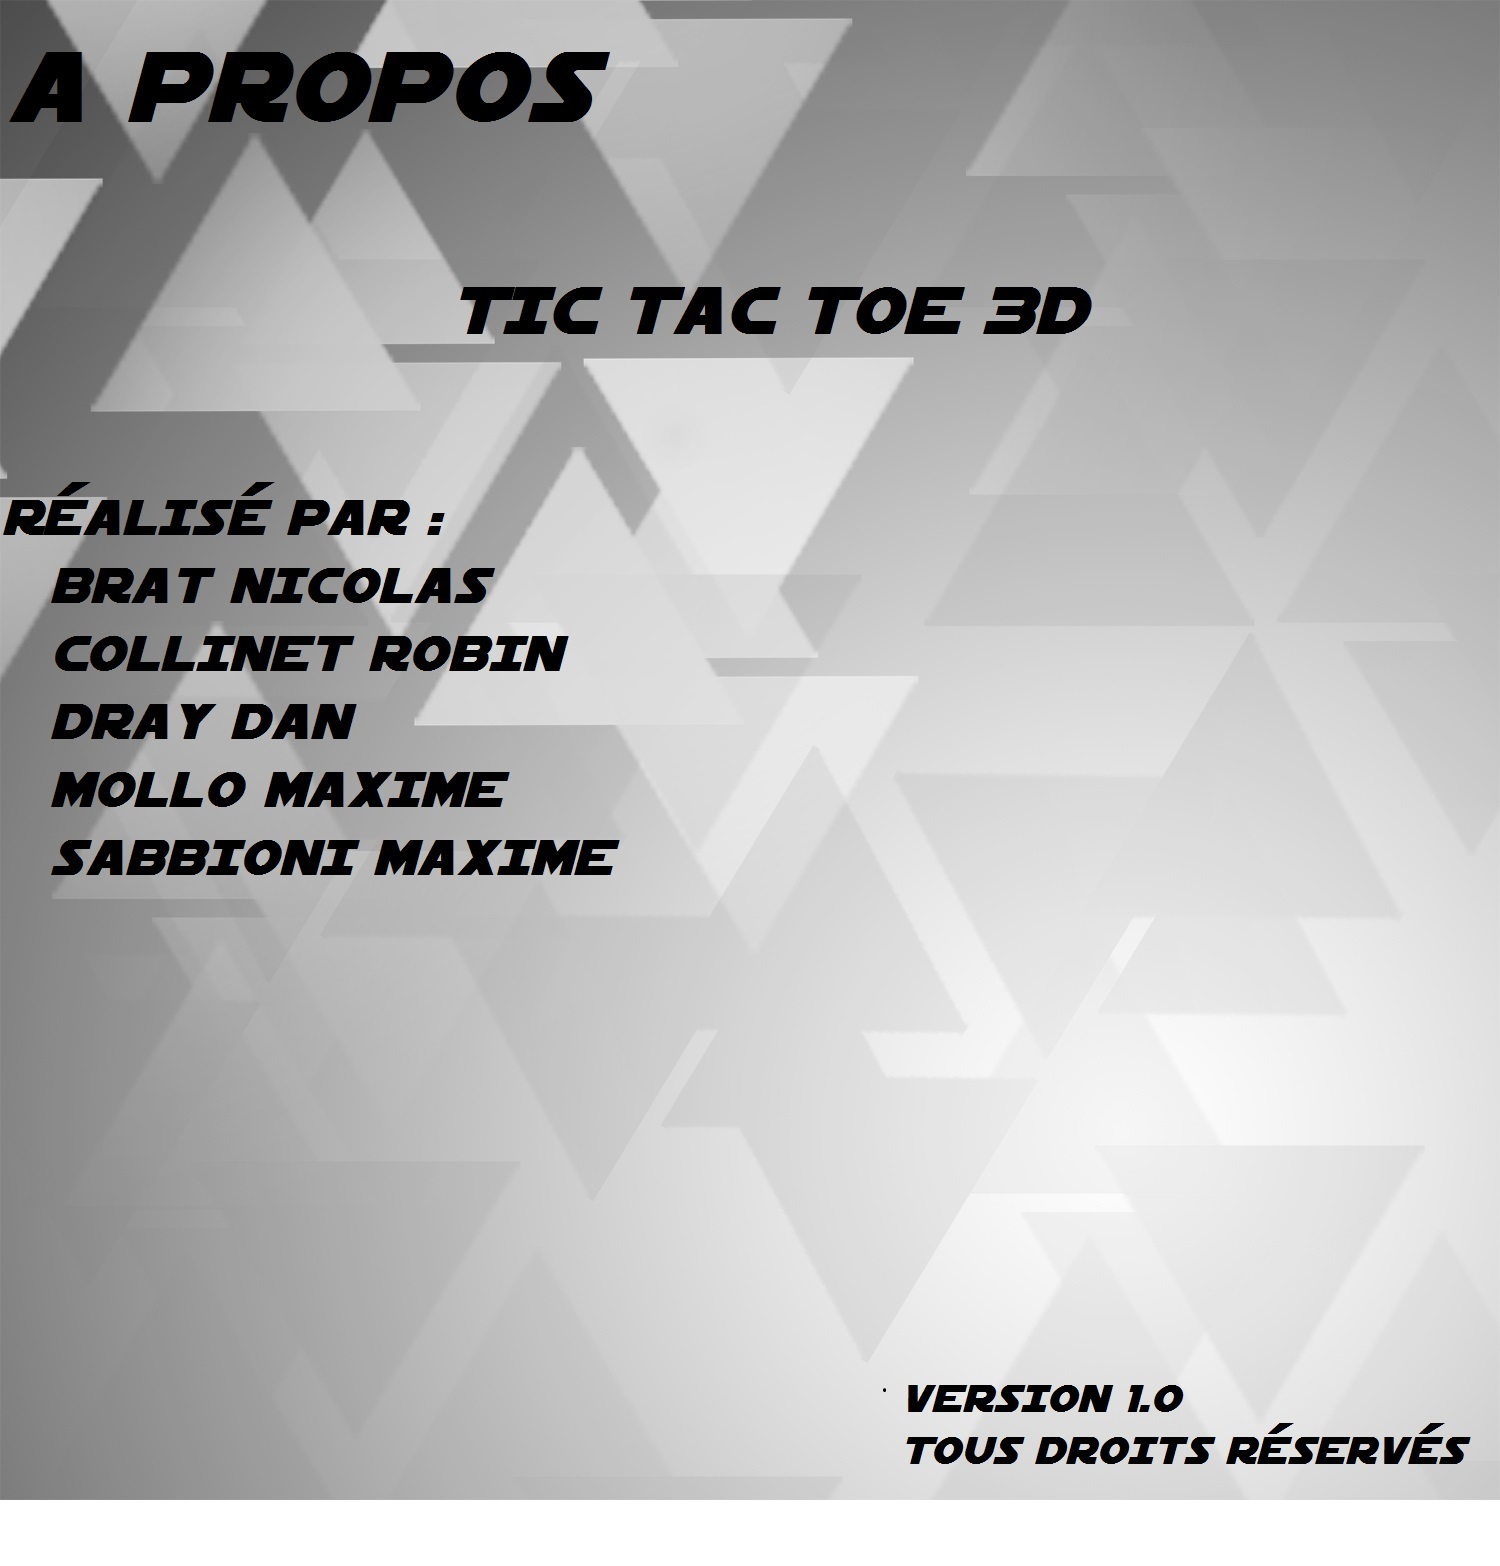 A PROPOS
TIC TAC TOE 3D
RÉALISÉ PAR :
BRAT NICOLAS
COLLINET ROBIN
DRAY DAN
MOLLO MAXIME
SABBIONI MAXIME
VERSION 1.0
TOUS DROITS RÉSERVÉS